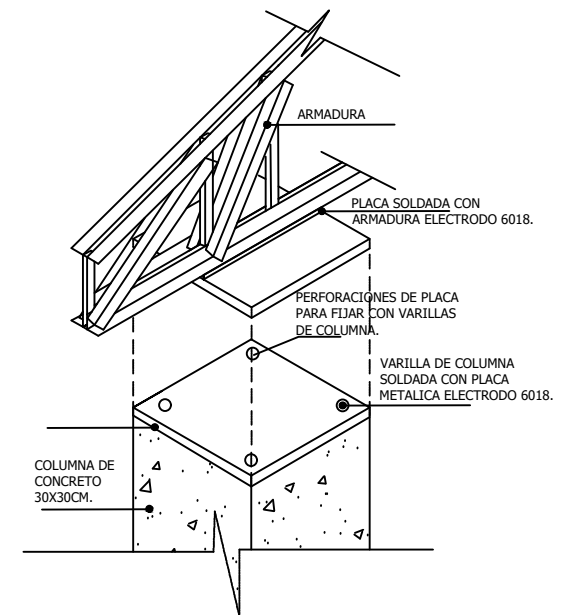 ARMADURA
PLACA SOLDADA CON
ARMADURA ELECTRODO 6018.
PERFORACIONES DE PLACA
PARA FIJAR CON VARILLAS
DE COLUMNA.
VARILLA DE COLUMNA
SOLDADA CON PLACA
METALICA ELECTRODO 6018.
COLUMNA DE
CONCRETO
30X30CM.